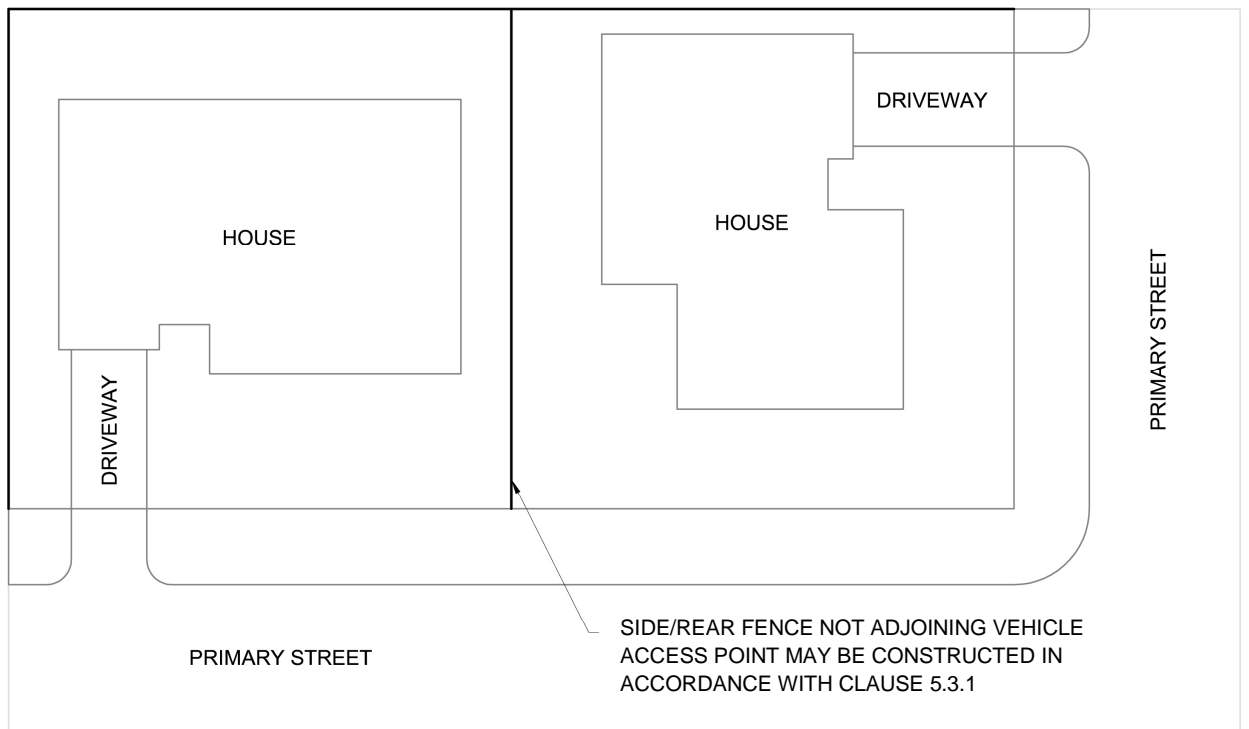 DRIVEWAY
HOUSE
HOUSE
DRIVEWAY
PRIMARY STREET
PRIMARY STREET
SIDE/REAR FENCE NOT ADJOINING VEHICLE
ACCESS POINT MAY BE CONSTRUCTED IN
ACCORDANCE WITH CLAUSE 5.3.1